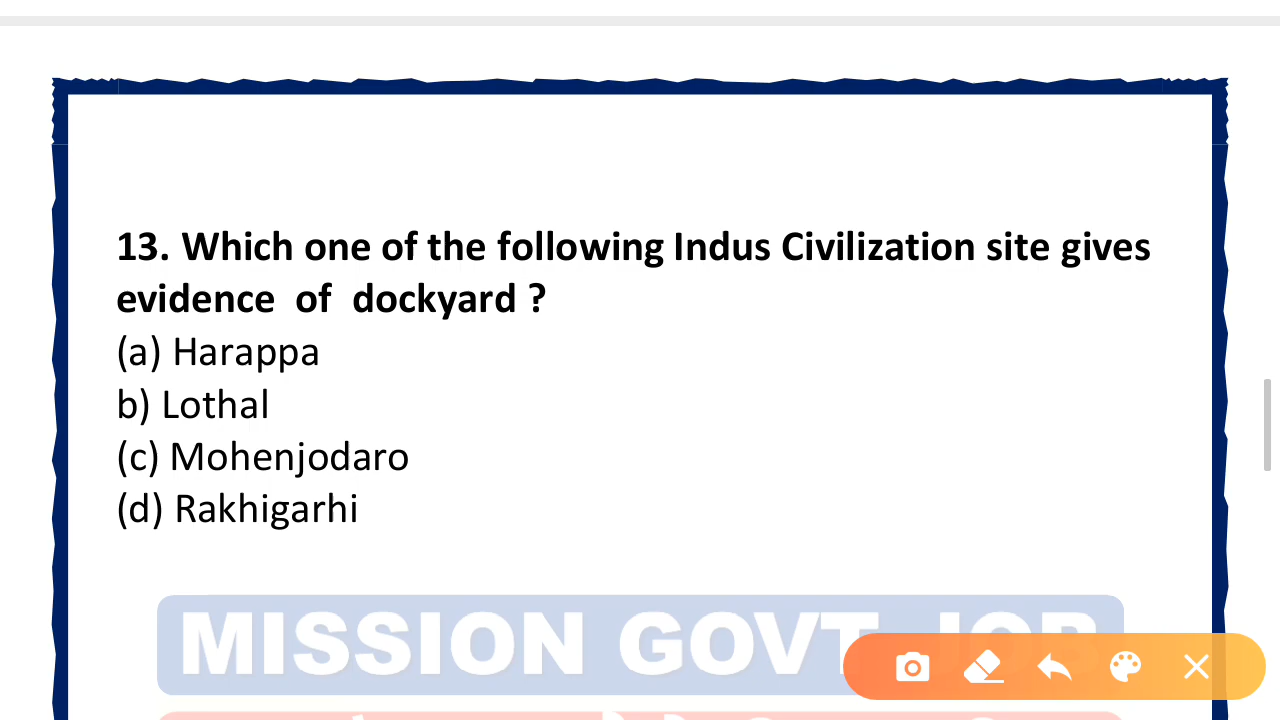 13. Which one of the following Indus Civilization site gives
evidence of dockyard ?
(a) Harappa
b) Lothal
(c) Mohenjodaro
(d) Rakhigarhi
MISSION GOVT JOB